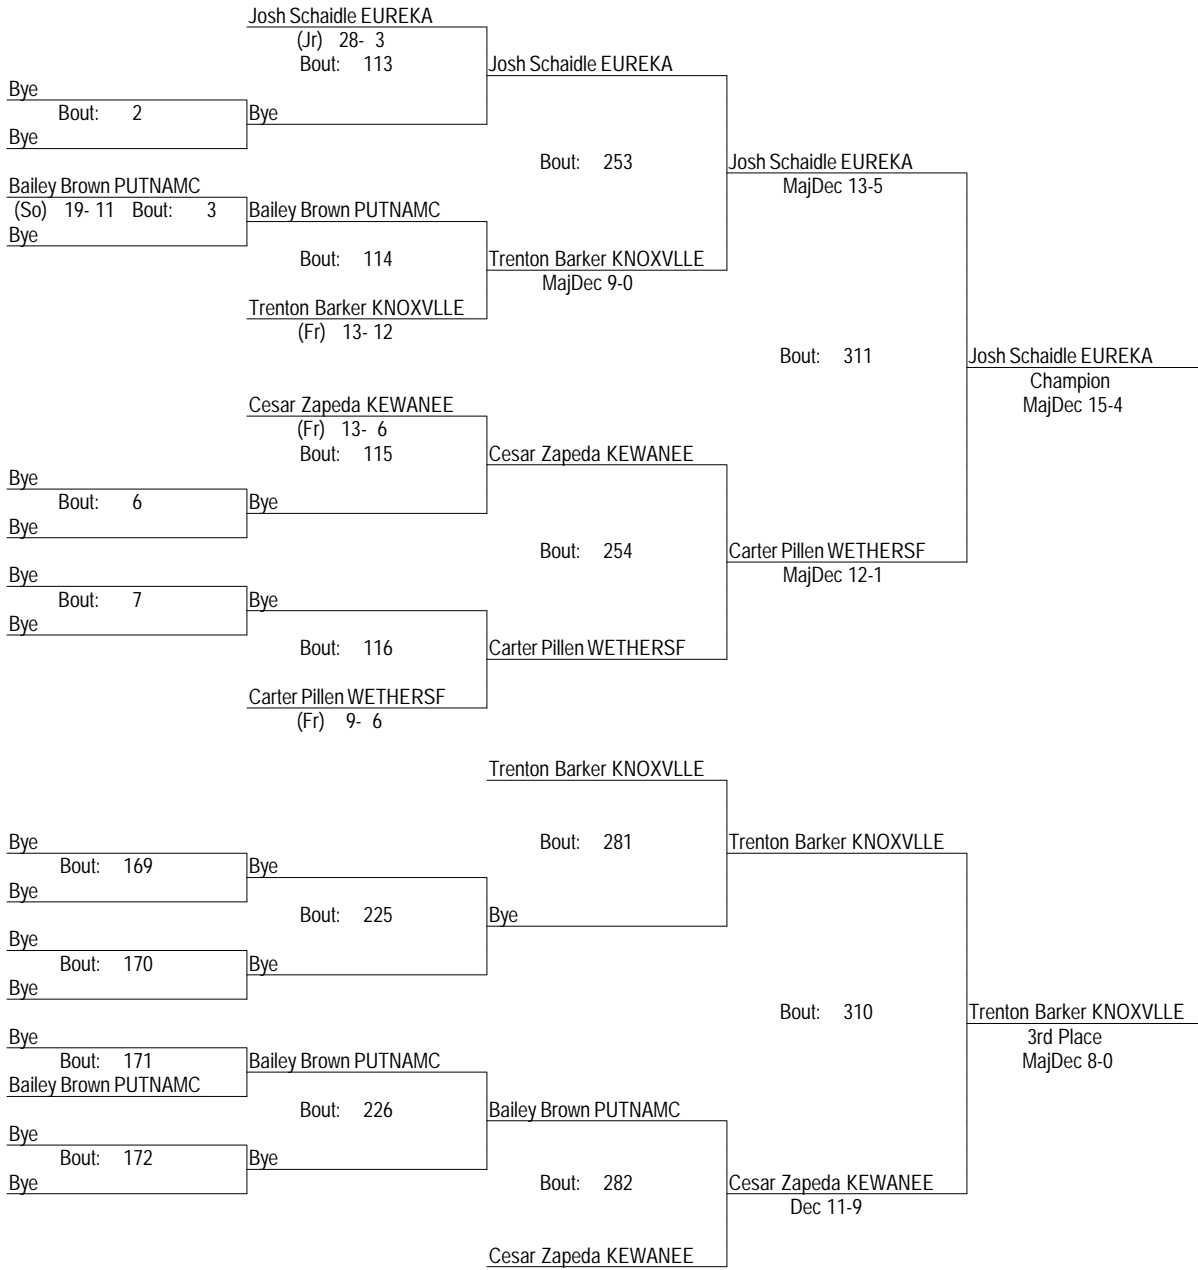 Josh Schaidle EUREKA
(Jr) 28- 3
Bout: 113
Josh Schaidle EUREKA
Bye
Bout: 2
Bye
Bye
Bout: 253
Josh Schaidle EUREKA
MajDec 13-5
Bailey Brown PUTNAMC
(So) 19- 11 Bout: 3
Bailey Brown PUTNAMC
Bye
Bout: 114
Trenton Barker KNOXVLLE
MajDec 9-0
Trenton Barker KNOXVLLE
(Fr) 13- 12
Bout: 311
Josh Schaidle EUREKA
Champion
MajDec 15-4
Cesar Zapeda KEWANEE
(Fr) 13- 6
Bout: 115
Cesar Zapeda KEWANEE
Bye
Bout: 6
Bye
Bye
Bout: 254
Carter Pillen WETHERSF
MajDec 12-1
Bye
Bout: 7
Bye
Bye
Bout: 116
Carter Pillen WETHERSF
Carter Pillen WETHERSF
(Fr) 9- 6
Trenton Barker KNOXVLLE
Bout: 281
Trenton Barker KNOXVLLE
Bye
Bout: 169
Bye
Bye
Bout: 225
Bye
Bye
Bout: 170
Bye
Bye
Bout: 310
Trenton Barker KNOXVLLE
3rd Place
MajDec 8-0
Bye
Bout: 171
Bailey Brown PUTNAMC
Bailey Brown PUTNAMC
Bout: 226
Bailey Brown PUTNAMC
Bye
Bout: 172
Bye
Bye
Bout: 282
Cesar Zapeda KEWANEE
Dec 11-9
Cesar Zapeda KEWANEE